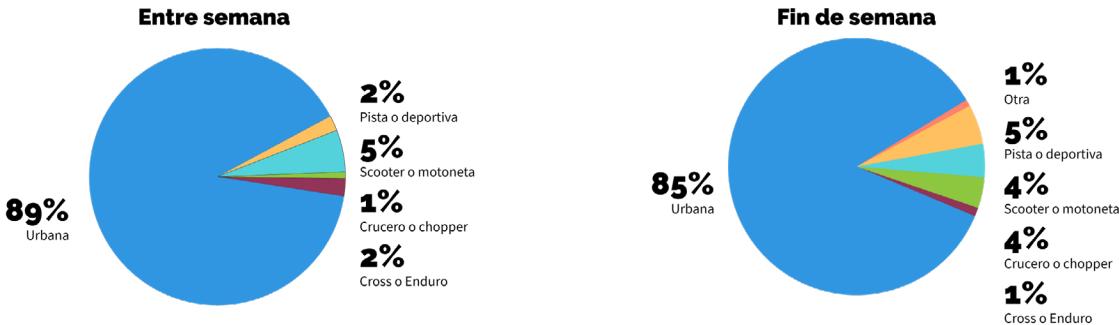 Entre semana
89%
Urbana
2%
Pista o deportiva
5%
Scooter o motoneta
1%
Crucero o chopper
2%
Cross o Enduro
Fin de semana
85%
Urbana
1%
Otra
5%
Pista o deportiva
4%
Scooter o motoneta
4%
Crucero o chopper
1%
Cross o Enduro